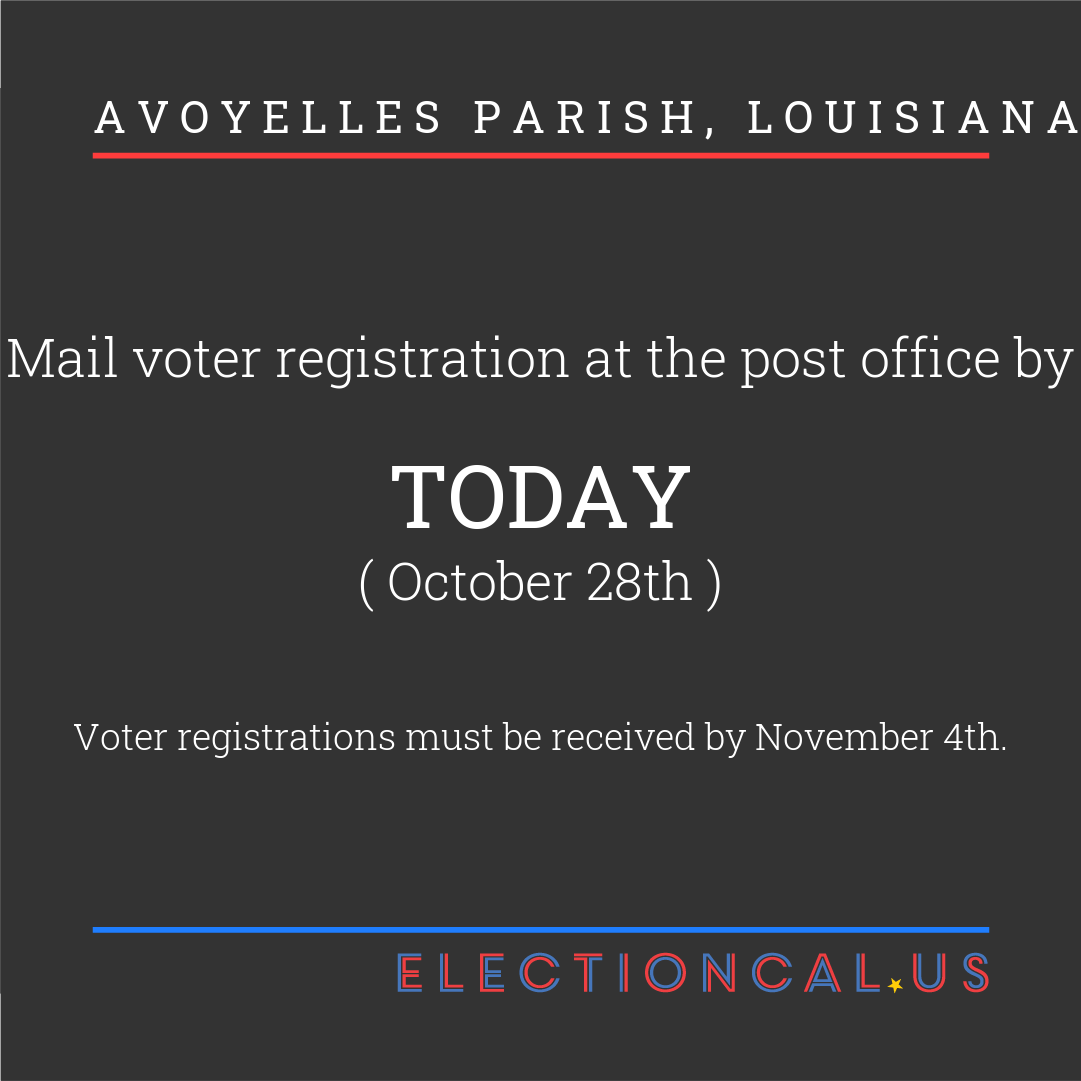 AVOYELLES PARISH, LOUISIANA
Mail voter registration at the post office by
TODAY
( October 28th )
Voter registrations must be received by November 4th.
ELECTIONCAL.US